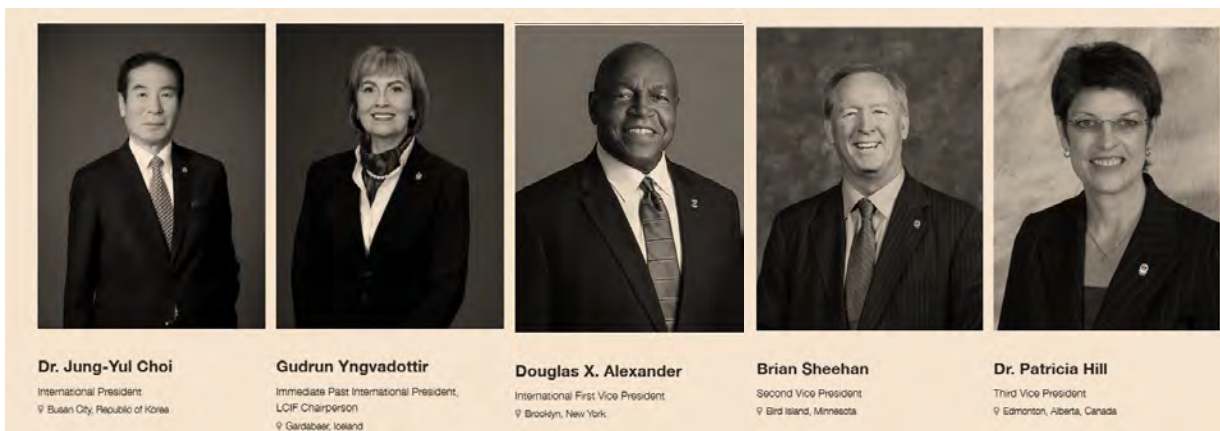 Dr. Jung-Yul Choi
International President
Busan City, Republic of Korea
Gudrun Yngvadottir
Immediate Past International President,
LCIF Chairperson
Gardabaer, Iceland
Douglas X. Alexander
International First Vice President
Brooklyn, New York
Brian Sheehan
Second Vice President
Bird Island, Minnesota
Dr. Patricia Hill
Third Vice President
Edmonton, Alberta, Canada